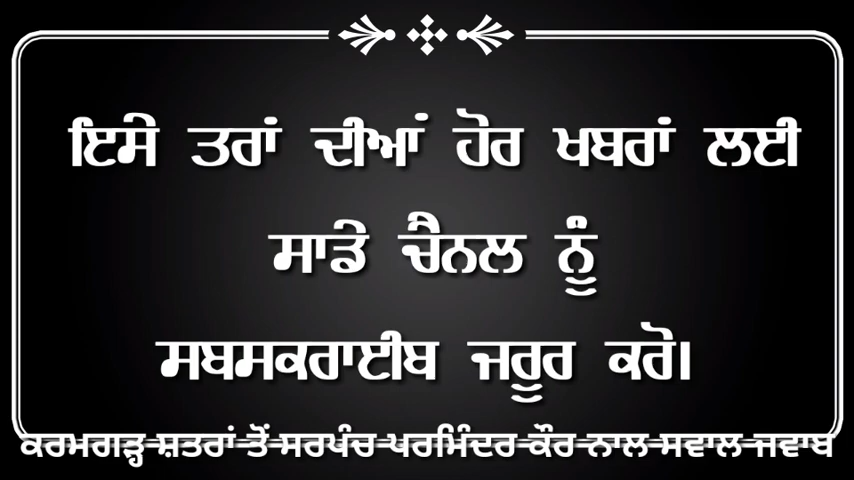 ਇਸੇ ਤਰਾਂ ਦੀਆਂ ਹੋਰ ਖਬਰਾਂ ਲਈ
ਸਾਡੇ ਚੈਨਲ ਨੂੰ
ਸਬਸਕਰਾਈਬ ਜਰੂਰ ਕਰੋ।
ਕਰਮਗੜ੍ਹ ਸ਼ਤਰਾਂ ਤੋਂ ਸਰਪੰਚ ਪਰਮਿੰਦਰ ਕੌਰ ਨਾਲ ਸਵਾਲ ਜਵਾਬ